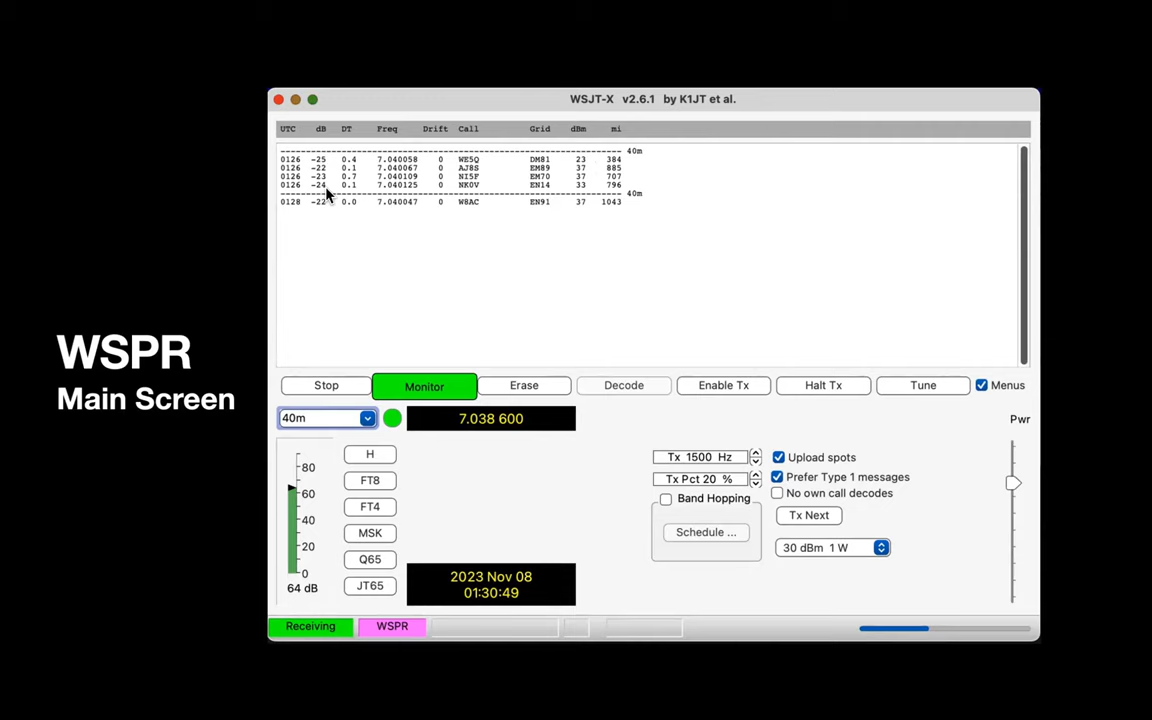 WSJT-X v2.6.1 by K1JT et al.
UTC dB DT Freq Drift Call Grid dBm mi
---------------------------------------------------- 40m
0126 -25 0.4 7.040058 0 WE5Q DM81 23 384
0126 -22 0.1 7.040067 0 AJ8S EM89 37 885
0126 -23 0.7 7.040109 0 NI5F EM70 37 707
0126 -24 0.1 7.040125 0 NK0V EN14 33 796
---------------------------------------------------- 40m
0128 -22 0.0 7.040047 0 W8AC EN91 37 1043
WSPR
Main Screen
Stop Monitor Erase Decode Enable Tx Halt Tx Tune Menus
40m 7.038 600 Pwr
80
60
40
20
0
64 dB
H
FT8
FT4
MSK
Q65
JT65
2023 Nov 08
01:30:49
Tx 1500 Hz
Tx Pct 20 %
Band Hopping
Schedule ...
Upload spots
Prefer Type 1 messages
No own call decodes
Tx Next
30 dBm 1 W
Receiving WSPR